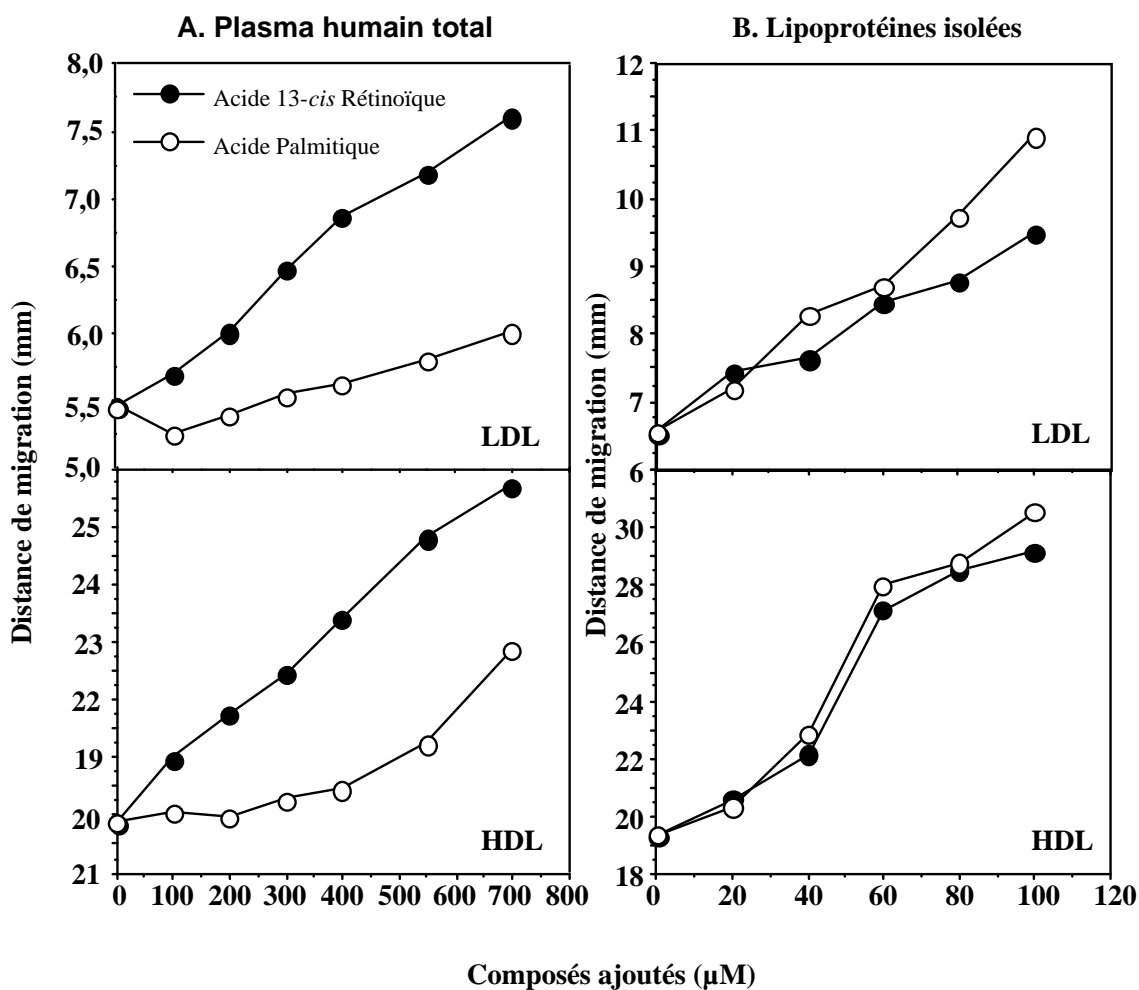 A. Plasma humain total
B. Lipoprotéines isolées
8,0
7,5
7,0
6,5
6,0
5,5
5,0
Acide 13-cis Rétinoïque
Acide Palmitique
LDL
12
11
10
9
8
7
6
LDL
Distance de migration (mm)
25
24
23
22
19
20
21
HDL
0 100 200 300 400 500 600 700 800
Distance de migration (mm)
30
28
26
24
22
20
18
HDL
0 20 40 60 80 100 120
Composés ajoutés (µM)